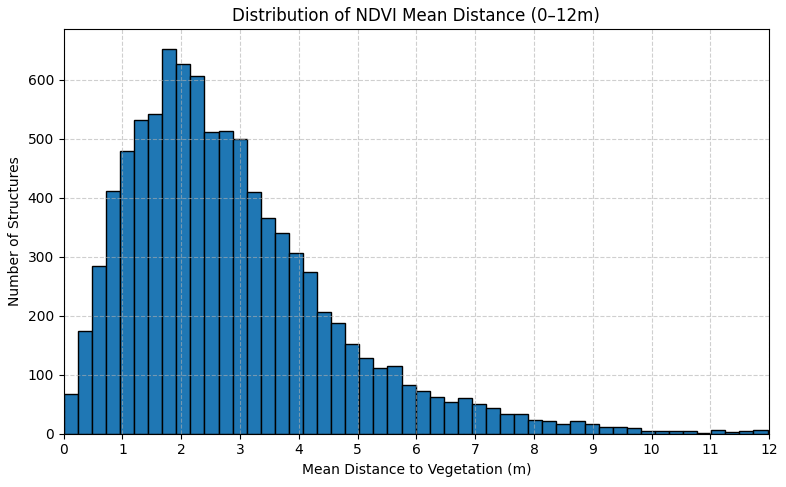 Distribution of NDVI Mean Distance (0–12m)
Number of Structures
600
500
400
300
200
100
0
0 1 2 3 4 5 6 7 8 9 10 11 12
Mean Distance to Vegetation (m)